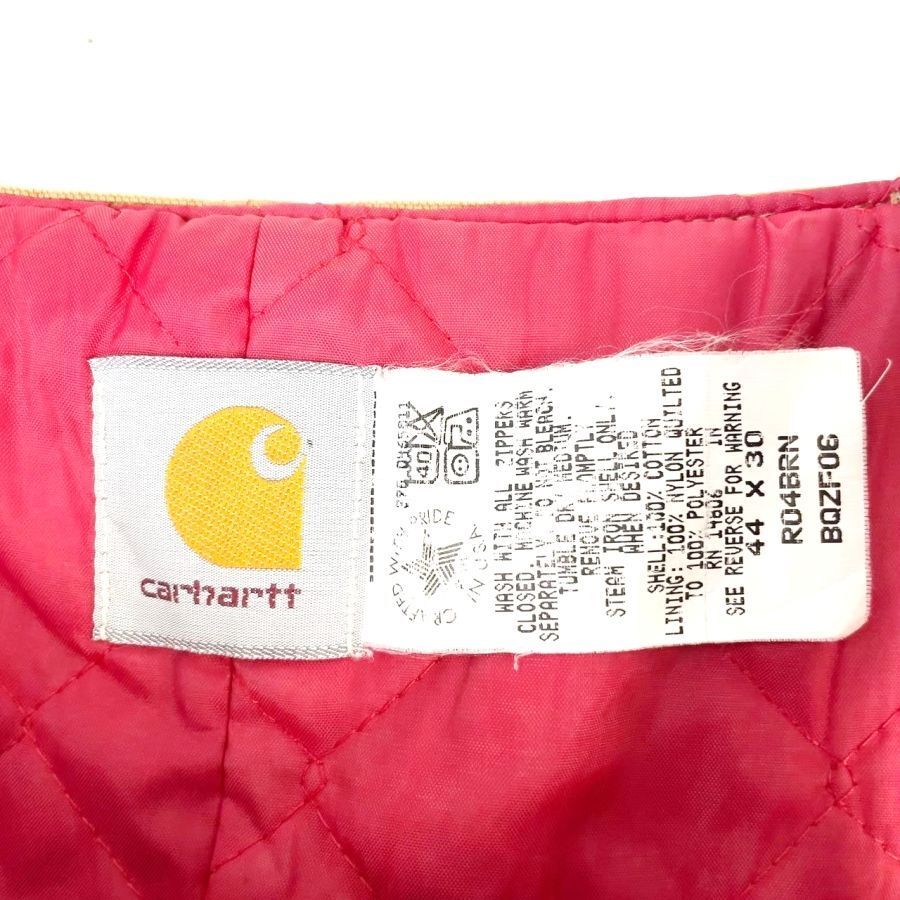 carhartt
CRAFTED WITH PRIDE
IN USA
40
WASH WITH ALL ZIPPERS
CLOSED. MACHINE WASH WARM
SEPARATELY. DO NOT BLEACH.
TUMBLE DRY MEDIUM.
REMOVE PROMPTLY.
STEAM IRON SHELL ONLY.
WHEN DESIRED
SHELL:100% COTTON
LINING: 100% NYLON QUILTED
TO 100% POLYESTER
RN 14806
SEE REVERSE FOR WARNING
44 X 30
R04BRN
BQZF-06